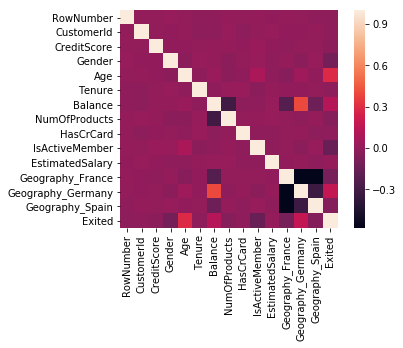 RowNumber
CustomerId
CreditScore
Gender
Age
Tenure
Balance
NumOfProducts
HasCrCard
IsActiveMember
EstimatedSalary
Geography_France
Geography_Germany
Geography_Spain
Exited
RowNumber
CustomerId
CreditScore
Gender
Age
Tenure
Balance
NumOfProducts
HasCrCard
IsActiveMember
EstimatedSalary
Geography_France
Geography_Germany
Geography_Spain
Exited
0.9
0.6
0.3
0.0
−0.3